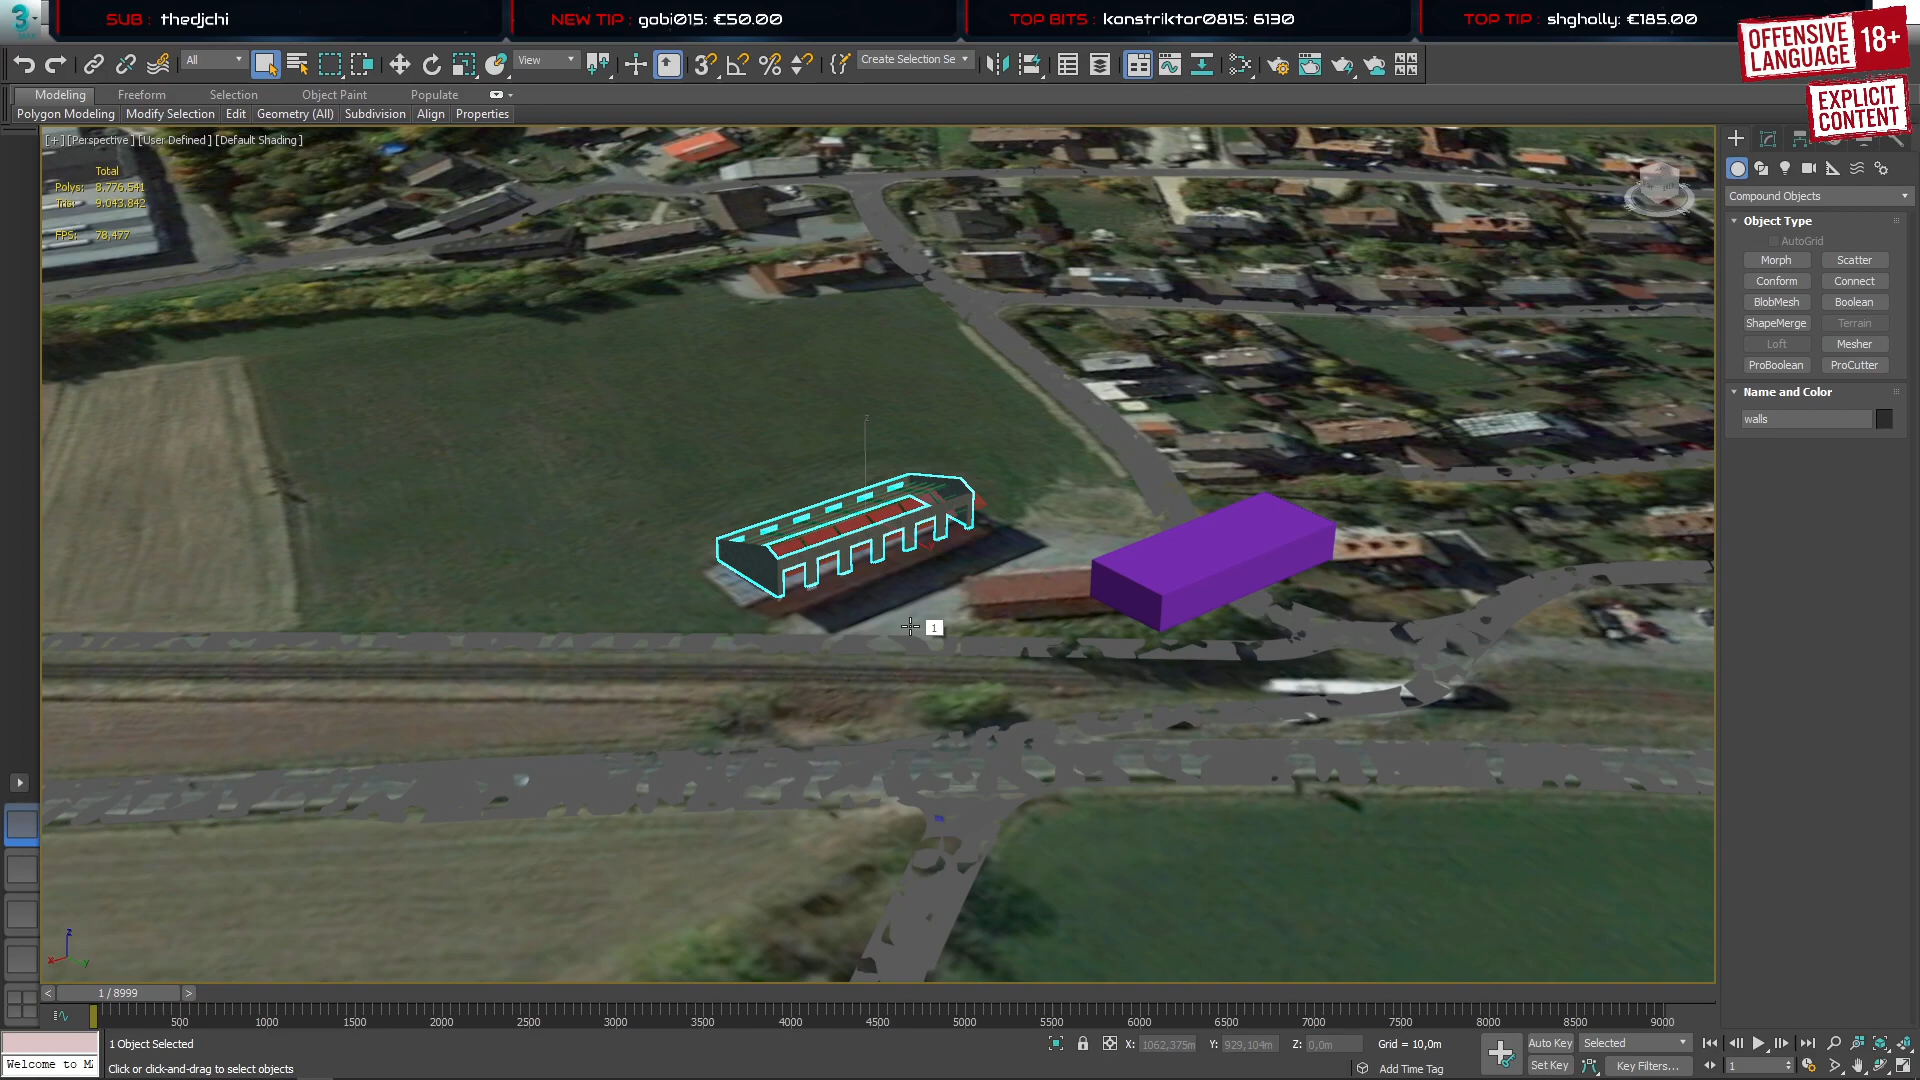 SUB : thedjchi
NEW TIP : gabi015: €50.00
TOP BITS : konstriktor0815: 6130
TOP TIP : shgholly: €185.00
OFFENSIVE LANGUAGE 18+
EXPLICIT CONTENT
All
View
Create Selection Se
Modeling Freeform Selection Object Paint Populate
Polygon Modeling Modify Selection Edit Geometry (All) Subdivision Align Properties
[+] [Perspective ] [User Defined ] [Default Shading ]
Total
Polys: 8.776.541
Tris: 9.043.842
FPS: 78,477
Compound Objects
Object Type
AutoGrid
Morph Scatter
Conform Connect
BlobMesh Boolean
ShapeMerge Terrain
Loft Mesher
ProBoolean ProCutter
Name and Color
walls
z
1
z
x
y
< 1 / 8999 >
500 1000 1500 2000 2500 3000 3500 4000 4500 5000 5500 6000 6500 7000 7500 8000 8500 9000
1 Object Selected
X: 1062,375m Y: 929,104m Z: 0,0m Grid = 10,0m
Auto Key Selected
Welcome to M
Click or click-and-drag to select objects
Add Time Tag
Set Key Key Filters... 1